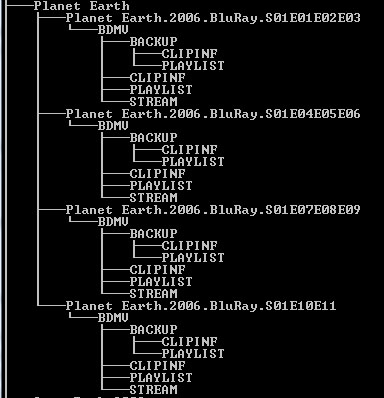 Planet Earth
Planet Earth.2006.BluRay.S01E01E02E03
BDMV
BACKUP
CLIPINF
PLAYLIST
CLIPINF
PLAYLIST
STREAM
Planet Earth.2006.BluRay.S01E04E05E06
BDMV
BACKUP
CLIPINF
PLAYLIST
CLIPINF
PLAYLIST
STREAM
Planet Earth.2006.BluRay.S01E07E08E09
BDMV
BACKUP
CLIPINF
PLAYLIST
CLIPINF
PLAYLIST
STREAM
Planet Earth.2006.BluRay.S01E10E11
BDMV
BACKUP
CLIPINF
PLAYLIST
CLIPINF
PLAYLIST
STREAM